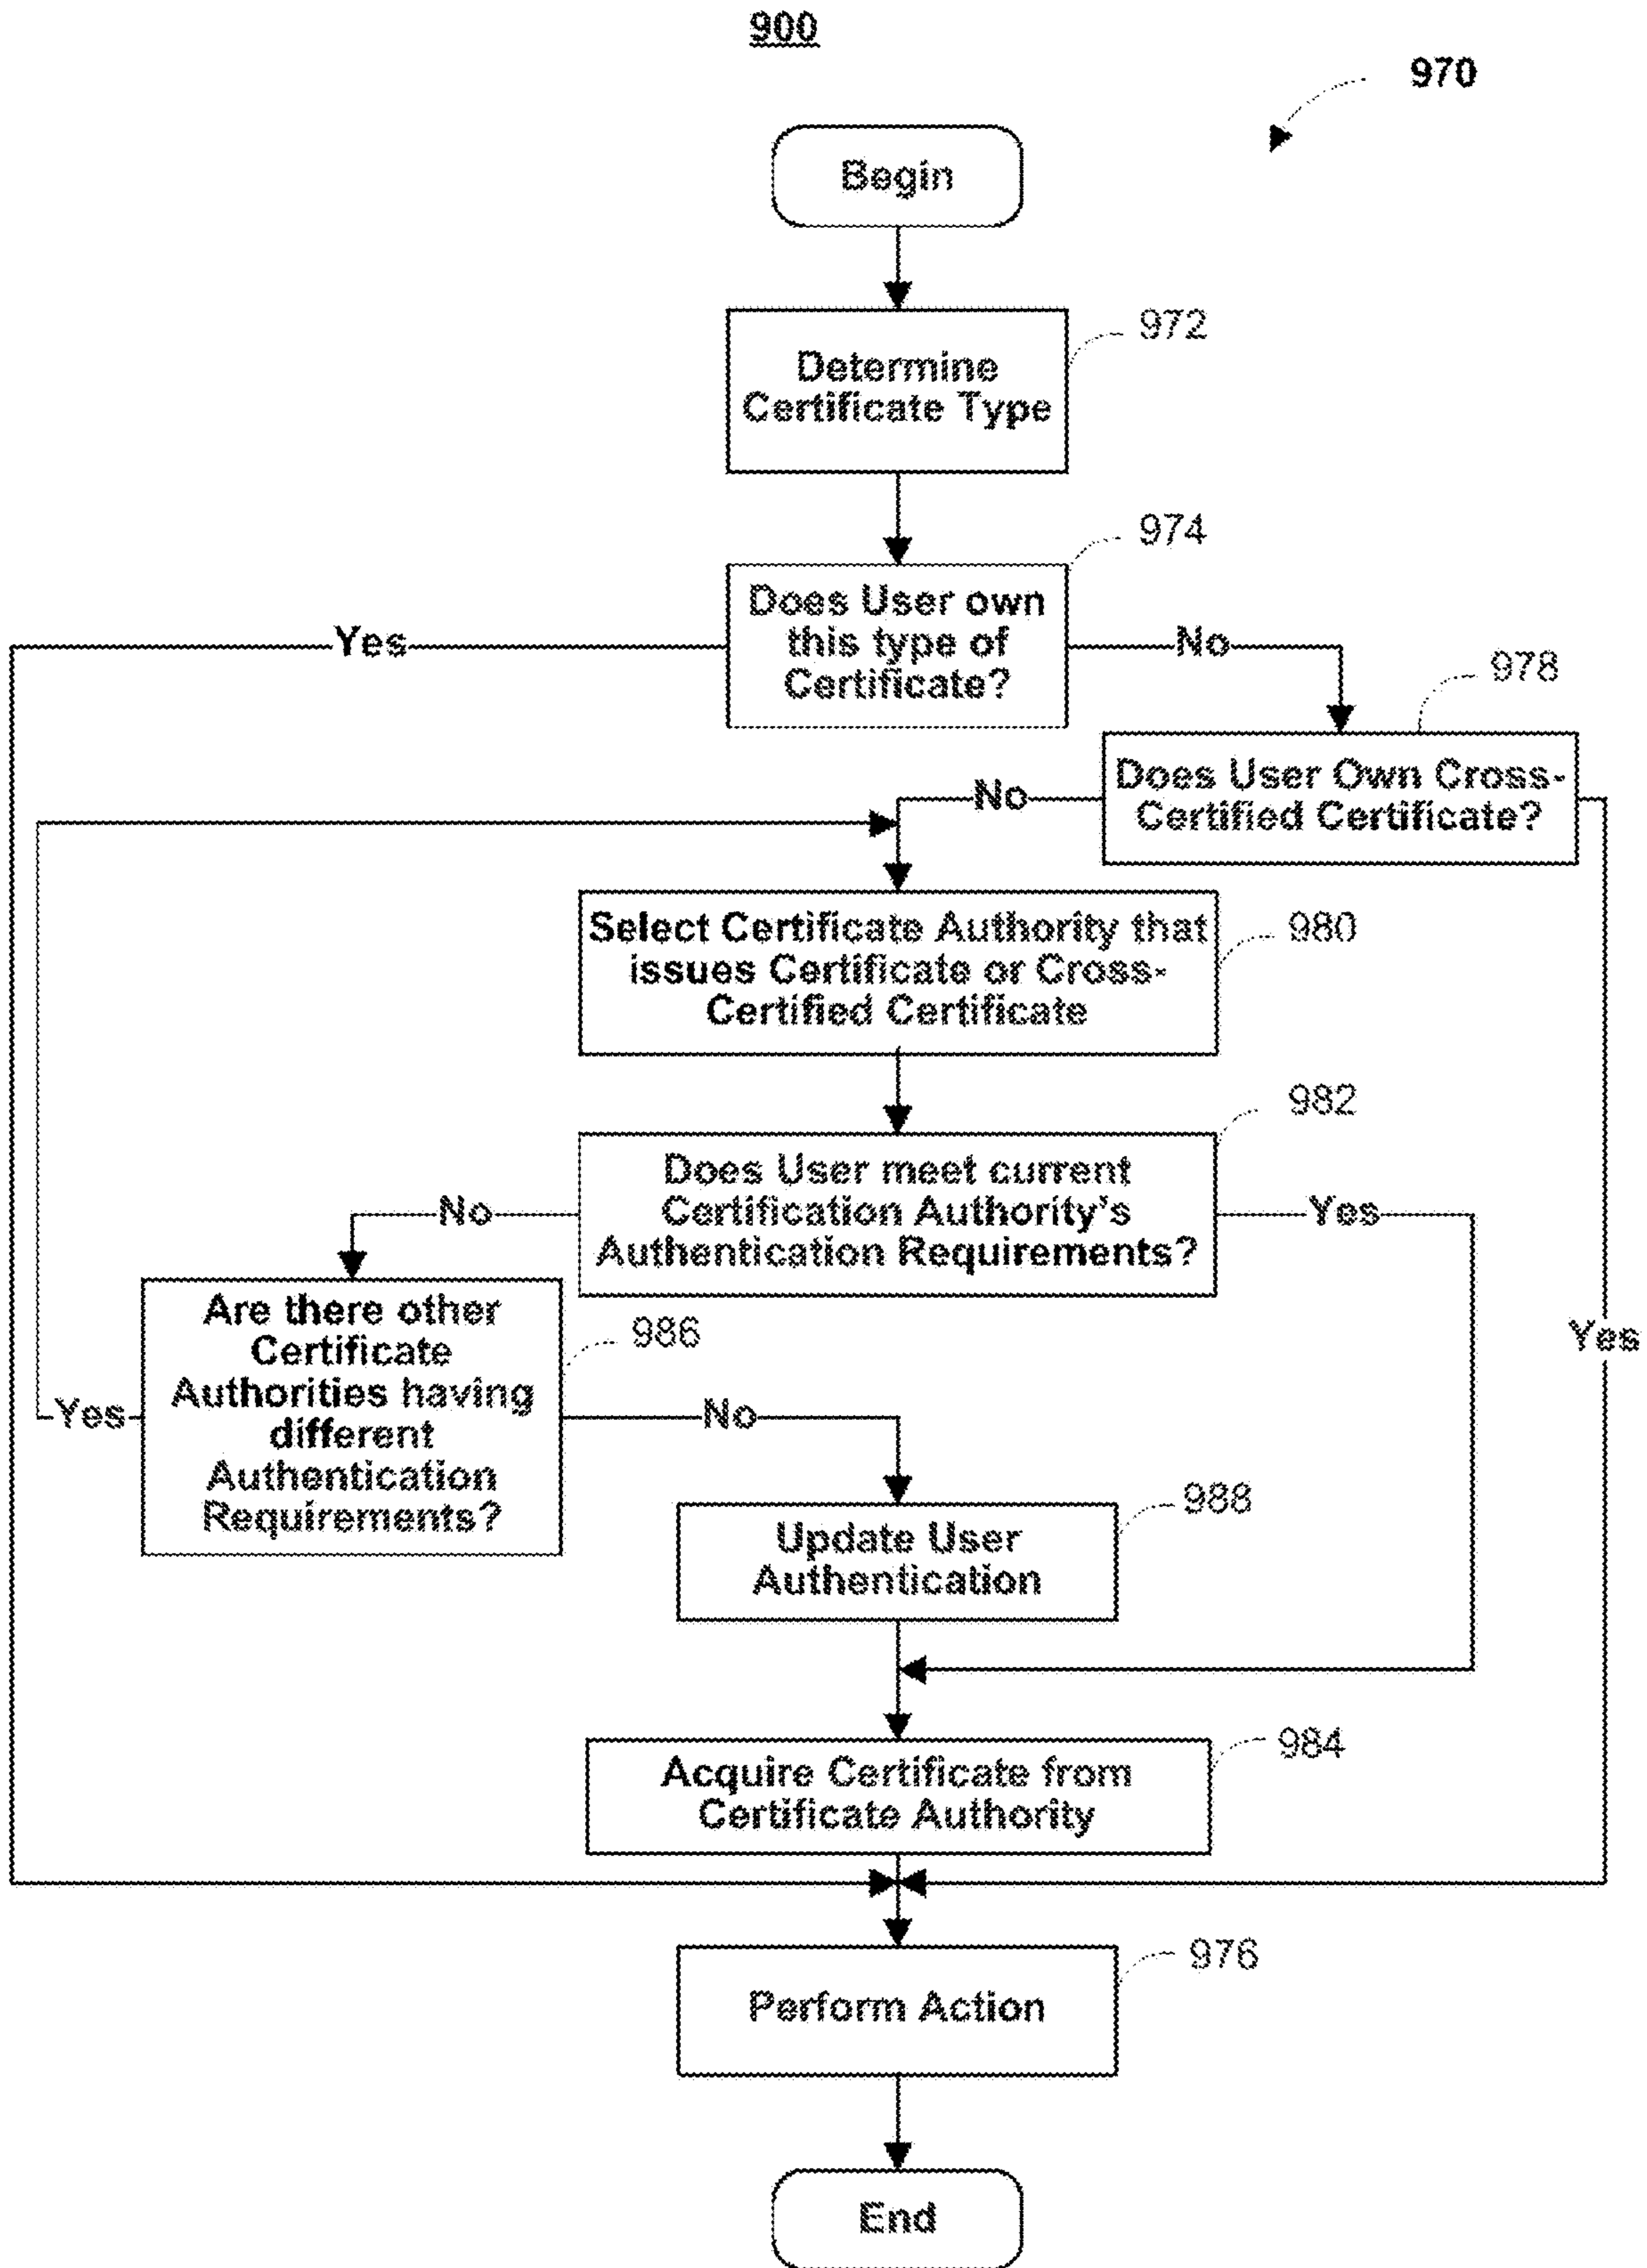 900
970
Begin
972
Determine
Certificate Type
974
Does User own
this type of
Certificate?
Yes
No
978
Does User Own Cross-
Certified Certificate?
No
Select Certificate Authority that
issues Certificate or Cross-
Certified Certificate
980
982
Does User meet current
Certification Authority's
Authentication Requirements?
No
Yes
Are there other
Certificate
Authorities having
different
Authentication
Requirements?
986
Yes
Yes
No
988
Update User
Authentication
984
Acquire Certificate from
Certificate Authority
976
Perform Action
End